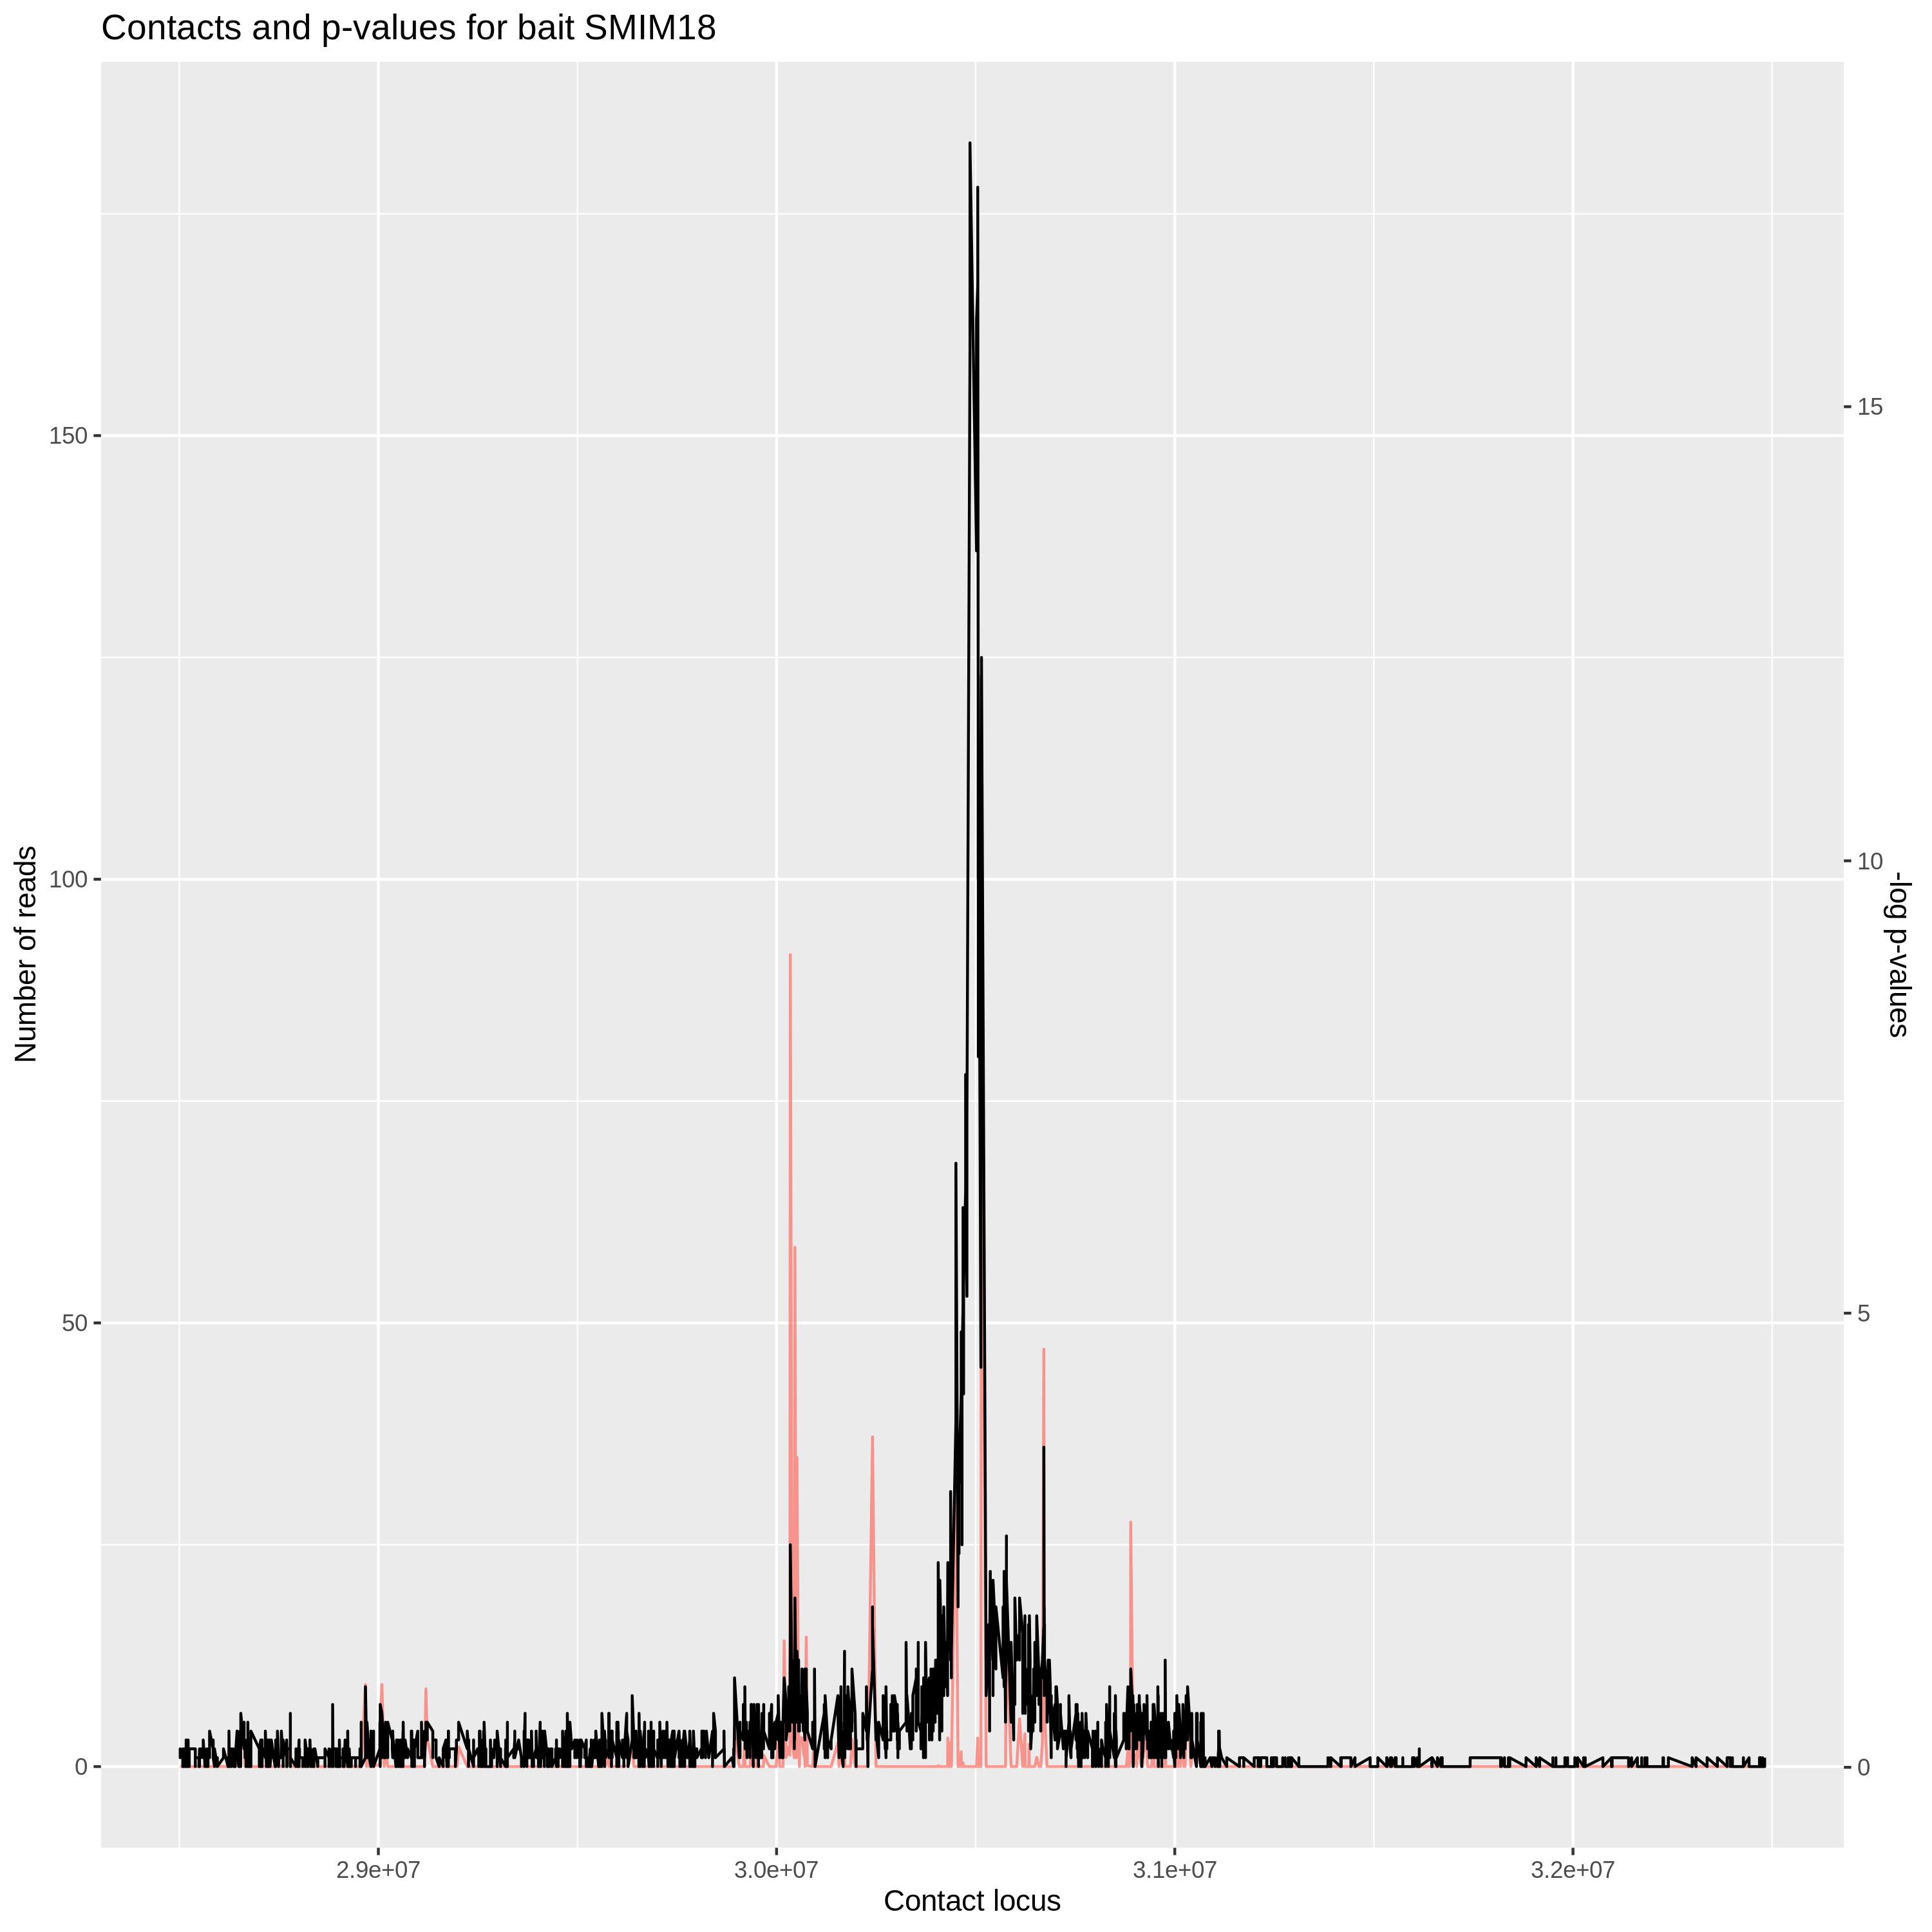 Contacts and p-values for bait SMIM18
Number of reads
150
100
50
0
15
10
5
0
-log p-values
2.9e+07 3.0e+07 3.1e+07 3.2e+07
Contact locus